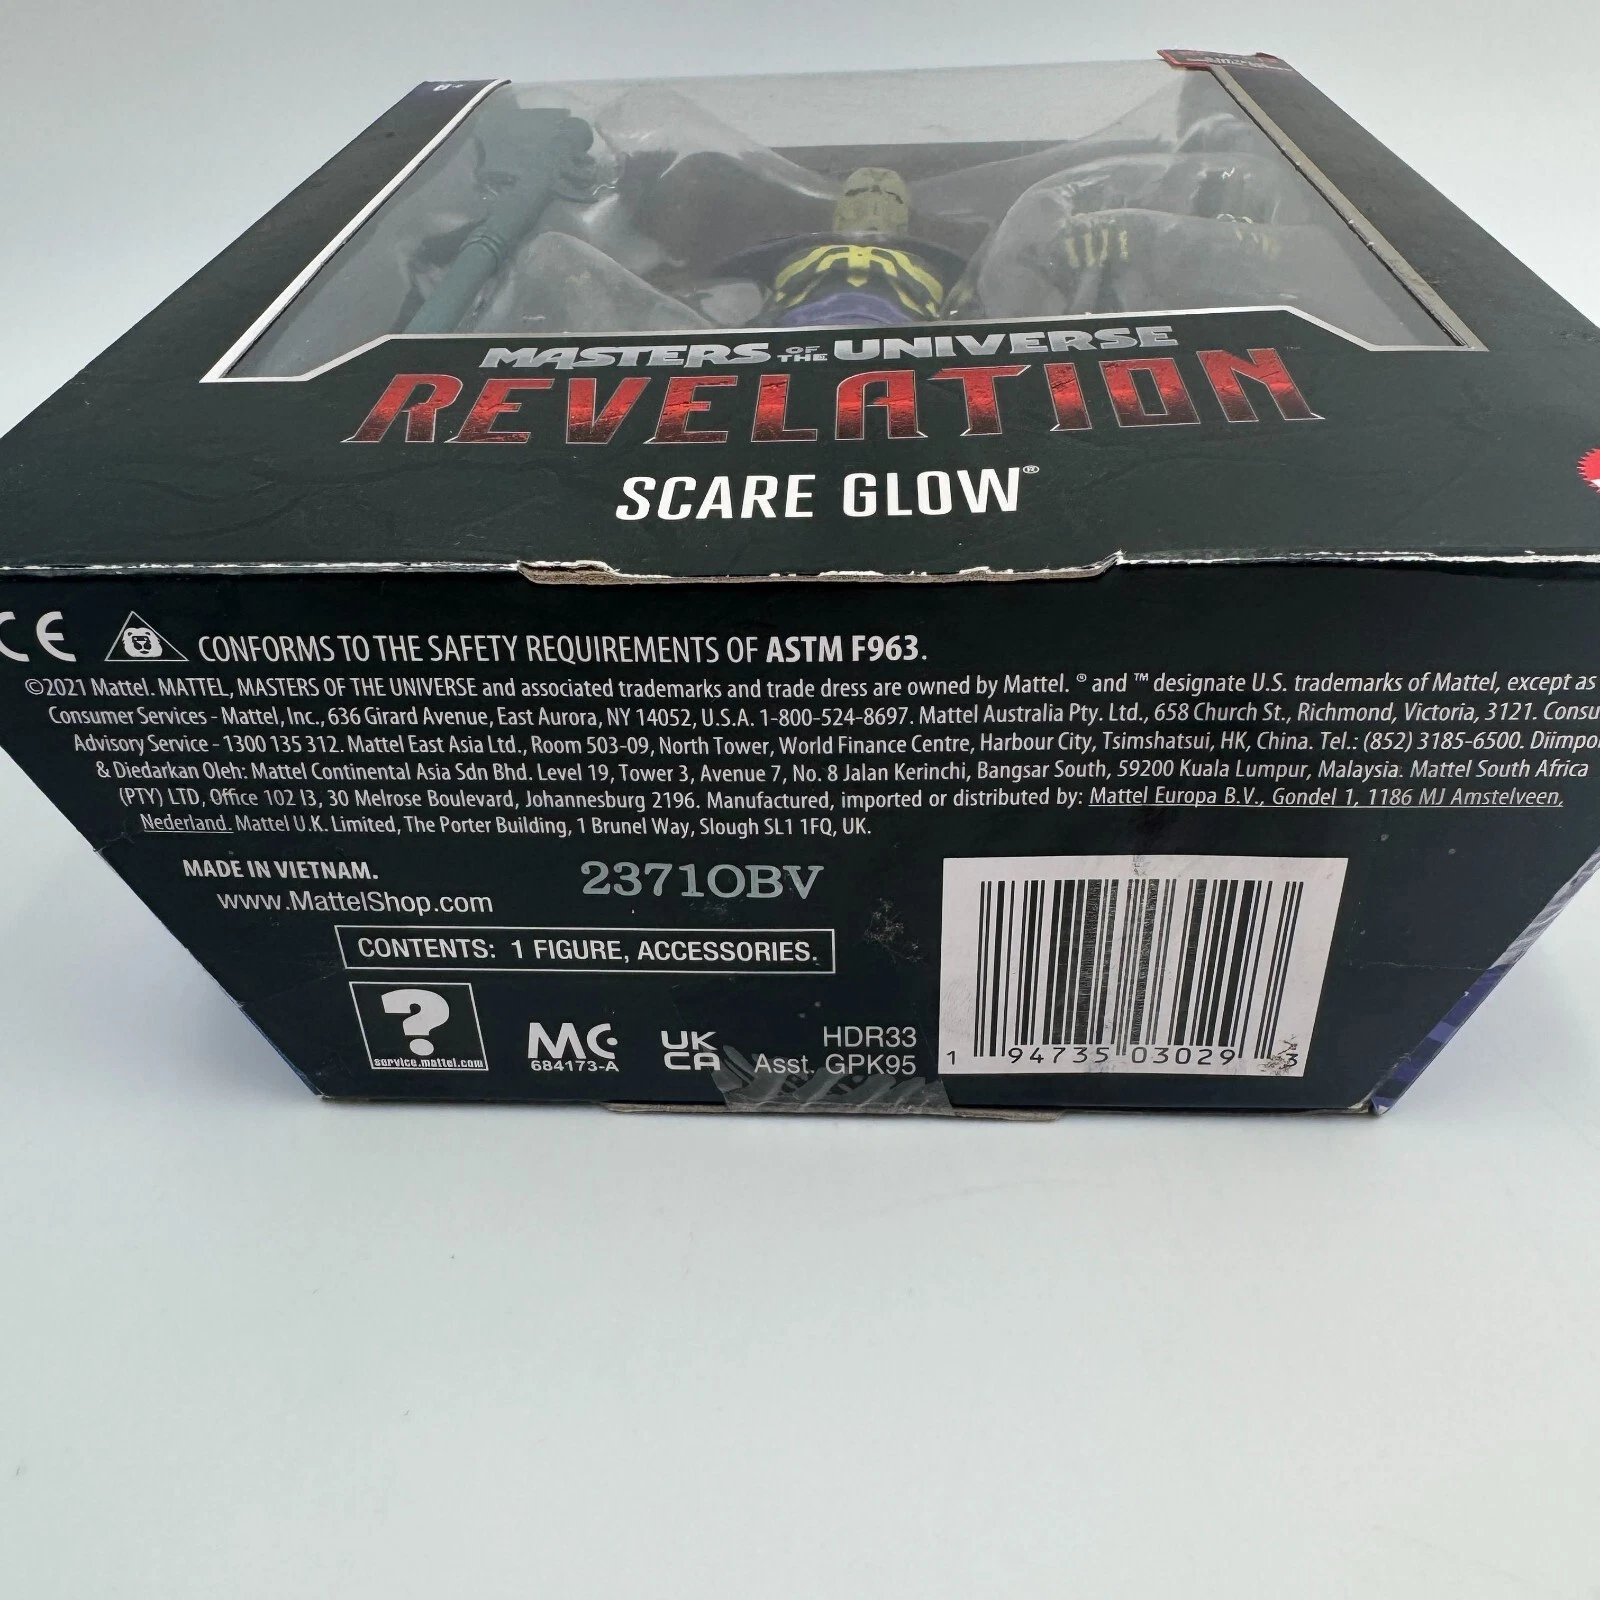 MASTERS OF THE UNIVERSE
REVELATION™
SCARE GLOW®
CE CONFORMS TO THE SAFETY REQUIREMENTS OF ASTM F963.
©2021 Mattel. MATTEL, MASTERS OF THE UNIVERSE and associated trademarks and trade dress are owned by Mattel. ® and ™ designate U.S. trademarks of Mattel, except as
Consumer Services - Mattel, Inc., 636 Girard Avenue, East Aurora, NY 14052, U.S.A. 1-800-524-8697. Mattel Australia Pty. Ltd., 658 Church St., Richmond, Victoria, 3121. Consu
Advisory Service - 1300 135 312. Mattel East Asia Ltd., Room 503-09, North Tower, World Finance Centre, Harbour City, Tsimshatsui, HK, China. Tel.: (852) 3185-6500. Diimpo
& Diedarkan Oleh: Mattel Continental Asia Sdn Bhd. Level 19, Tower 3, Avenue 7, No. 8 Jalan Kerinchi, Bangsar South, 59200 Kuala Lumpur, Malaysia. Mattel South Africa
(PTY) LTD, Office 102 I3, 30 Melrose Boulevard, Johannesburg 2196. Manufactured, imported or distributed by: Mattel Europa B.V., Gondel 1, 1186 MJ Amstelveen,
Nederland. Mattel U.K. Limited, The Porter Building, 1 Brunel Way, Slough SL1 1FQ, UK.
MADE IN VIETNAM.
www.MattelShop.com
2371OBV
CONTENTS: 1 FIGURE, ACCESSORIES.
?
service.mattel.com
MC
684173-A
UK
CA
HDR33
Asst. GPK95
1 94735 03029 3